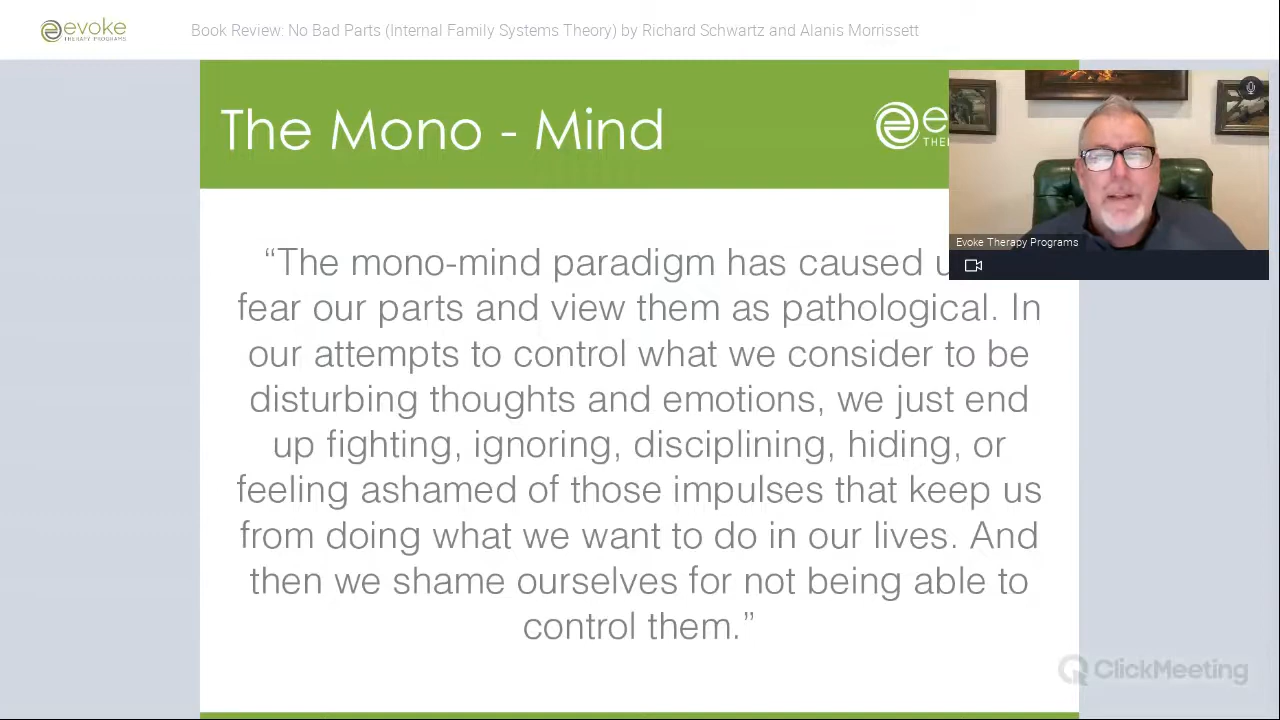 evoke
THERAPY PROGRAMS
Book Review: No Bad Parts (Internal Family Systems Theory) by Richard Schwartz and Alanis Morrissett
The Mono - Mind
e
THE
Evoke Therapy Programs
“The mono-mind paradigm has caused u
fear our parts and view them as pathological. In
our attempts to control what we consider to be
disturbing thoughts and emotions, we just end
up fighting, ignoring, disciplining, hiding, or
feeling ashamed of those impulses that keep us
from doing what we want to do in our lives. And
then we shame ourselves for not being able to
control them.”
ClickMeeting